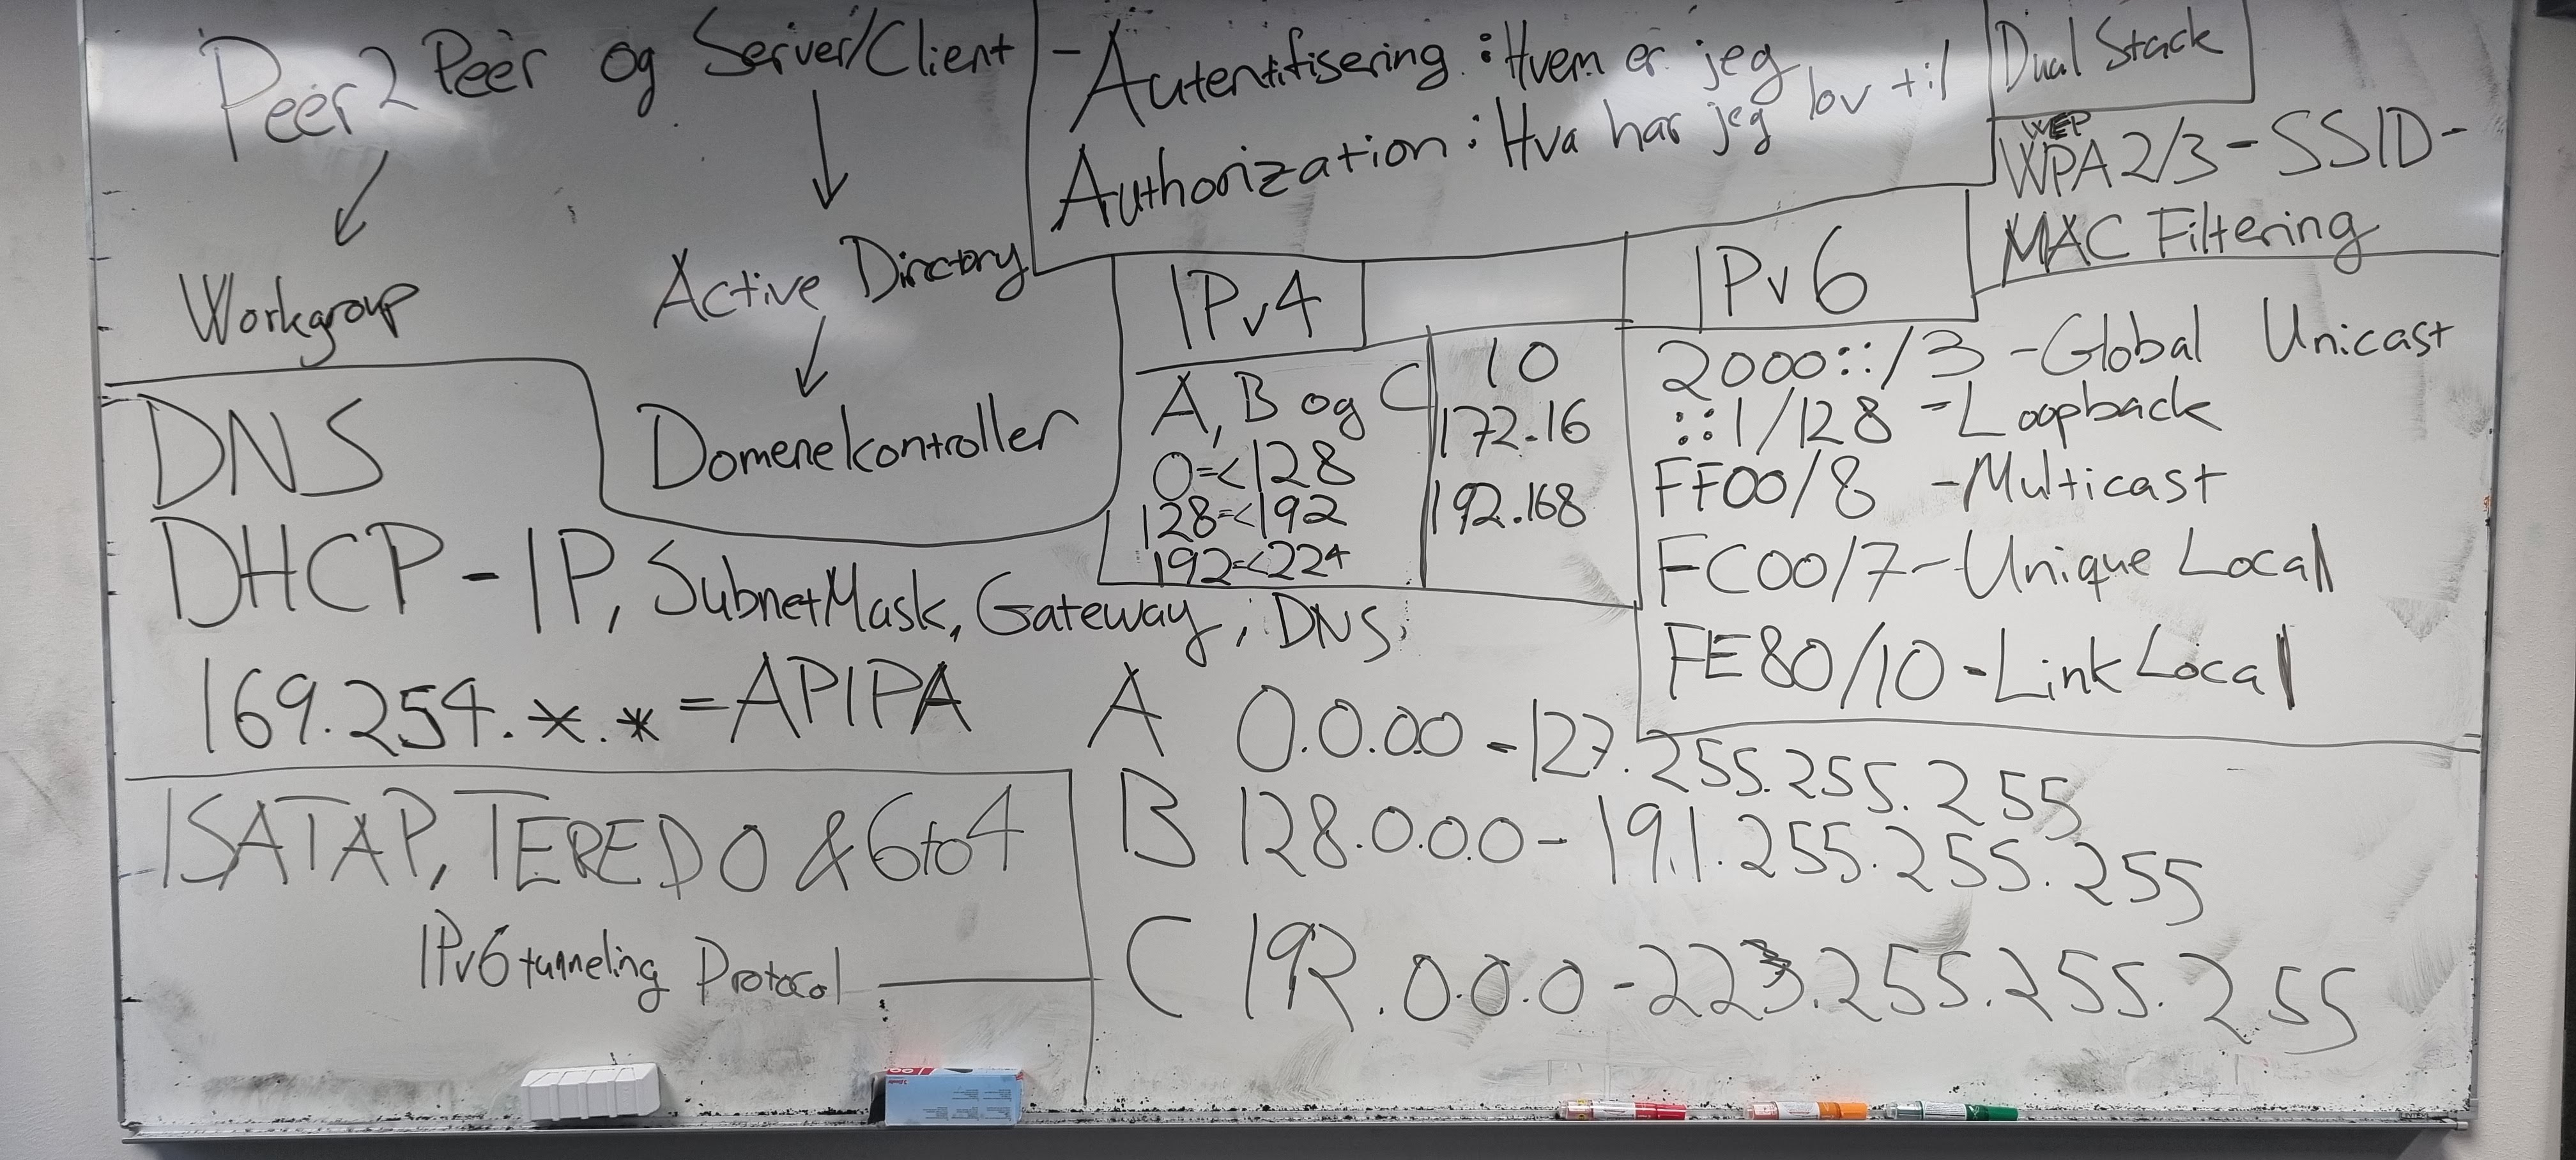 Peer2Peer og Server/Client
Workgroup
Active Directory
Domenekontroller
- Autentifisering : Hvem er jeg
Authorization : Hva har jeg lov til
Dual Stack
WEP
WPA2/3 - SSID -
MAC Filtering
IPv4
A, B og C
0=<128
128=<192
192=<224
10
172.16
192.168
IPv6
2000::/3 - Global Unicast
::1/128 - Loopback
FF00/8 - Multicast
FC00/7 - Unique Local
FE80/10 - Link Local
DNS
DHCP - IP, SubnetMask, Gateway, DNS
169.254.*.* = APIPA
ISATAP, TEREDO & 6to4
IPv6 tunneling Protocol
A 0.0.0.0 - 127.255.255.255
B 128.0.0.0 - 191.255.255.255
C 192.0.0.0 - 223.255.255.255